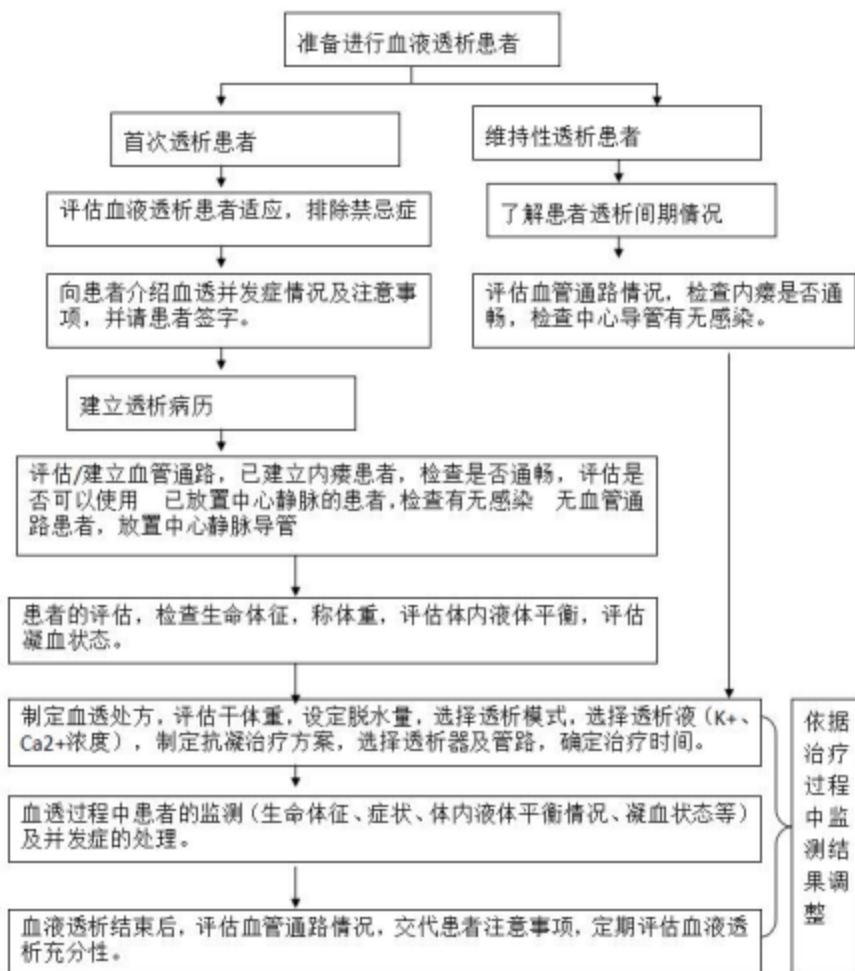 准备进行血液透析患者
首次透析患者
维持性透析患者
评估血液透析患者适应，排除禁忌症
了解患者透析间期情况
向患者介绍血透并发症情况及注意事
项，并请患者签字。
评估血管通路情况，检查内瘘是否通
畅，检查中心导管有无感染。
建立透析病历
评估/建立血管通路，已建立内瘘患者，检查是否通畅，评估是
否可以使用 已放置中心静脉的患者，检查有无感染 无血管通
路患者，放置中心静脉导管
患者的评估，检查生命体征，称体重，评估体内液体平衡，评估
凝血状态。
制定血透处方，评估干体重，设定脱水量，选择透析模式，选择透析液（K+、
Ca2+浓度），制定抗凝治疗方案，选择透析器及管路，确定治疗时间。
血透过程中患者的监测（生命体征、症状、体内液体平衡情况、凝血状态等）
及并发症的处理。
血液透析结束后，评估血管通路情况，交代患者注意事项，定期评估血液透
析充分性。
依据
治疗
过程
中监
测结
果调
整